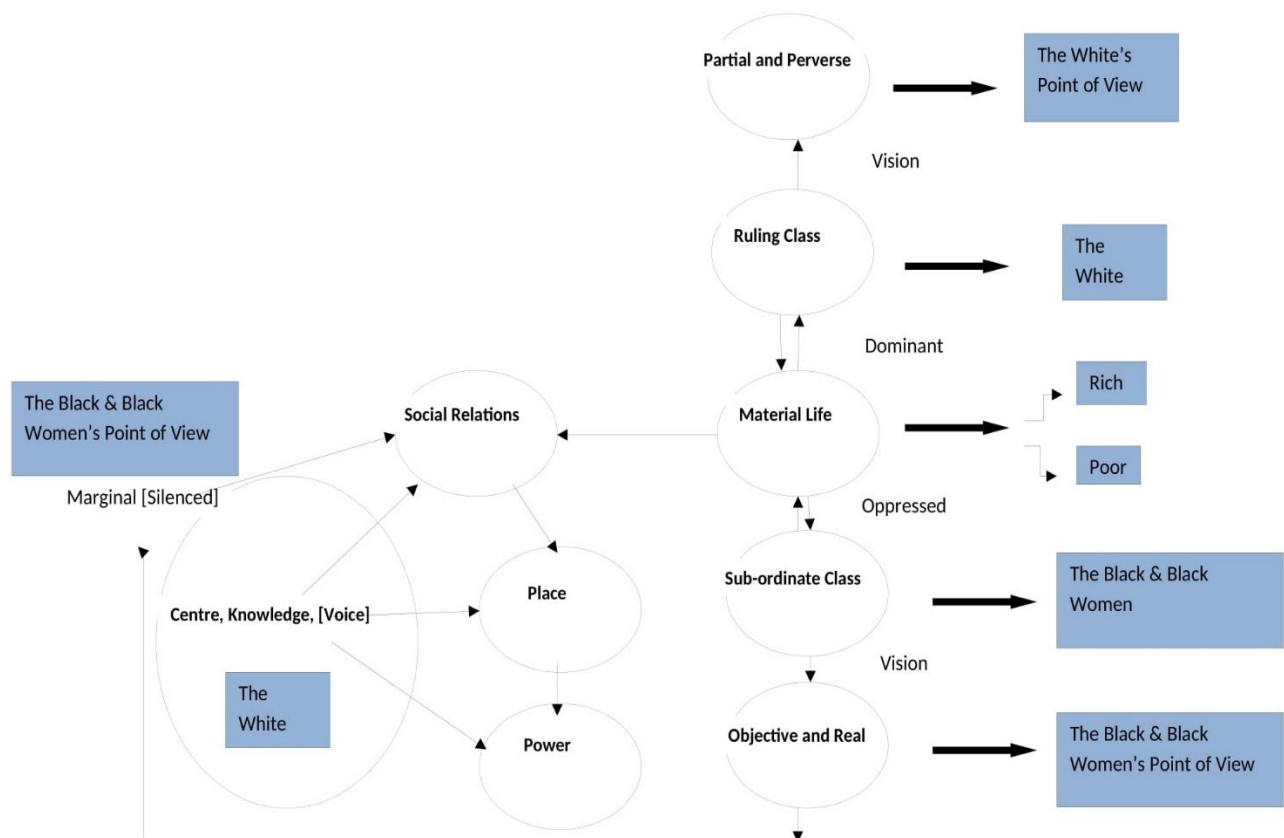 Partial and Perverse
The White's
Point of View
Vision
Ruling Class
The
White
Dominant
The Black & Black
Women's Point of View
Social Relations
Material Life
Rich
Poor
Marginal [Silenced]
Oppressed
Sub-ordinate Class
The Black & Black
Women
Place
Centre, Knowledge, [Voice]
Vision
The
White
Power
Objective and Real
The Black & Black
Women's Point of View